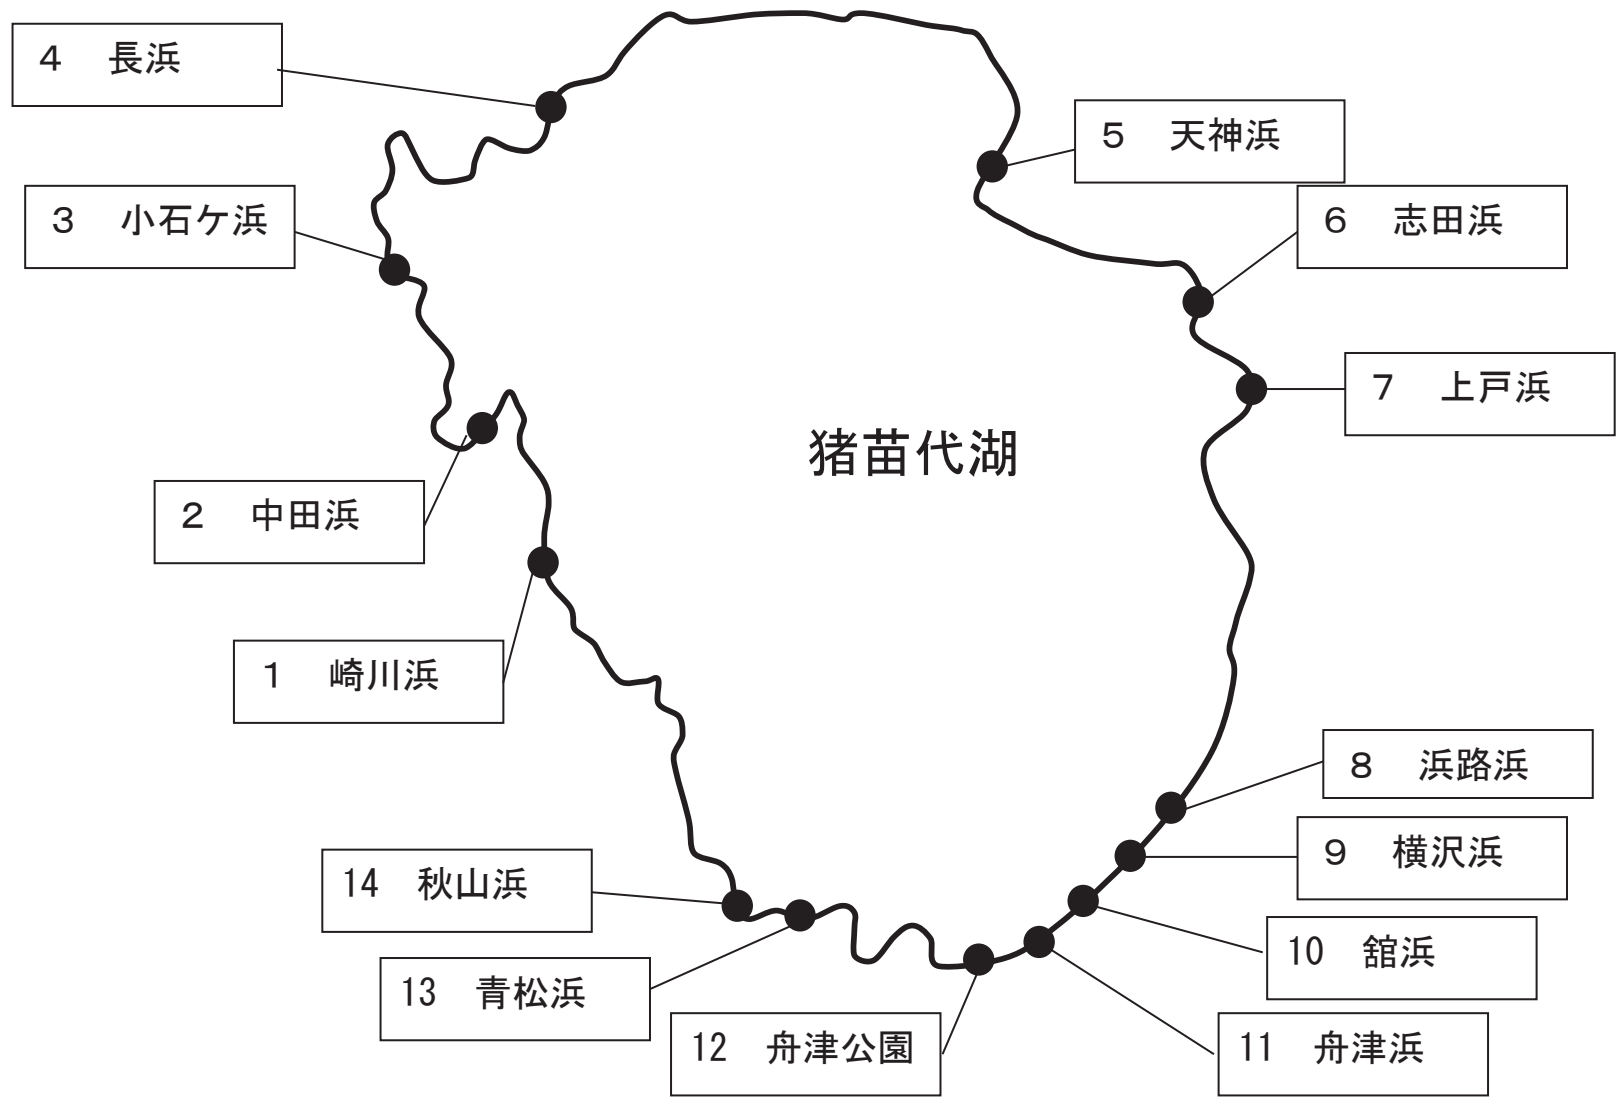 4　長浜
5　天神浜
3　小石ケ浜
6　志田浜
7　上戸浜
猪苗代湖
2　中田浜
1　崎川浜
8　浜路浜
9　横沢浜
14　秋山浜
10　舘浜
13　青松浜
12　舟津公園
11　舟津浜